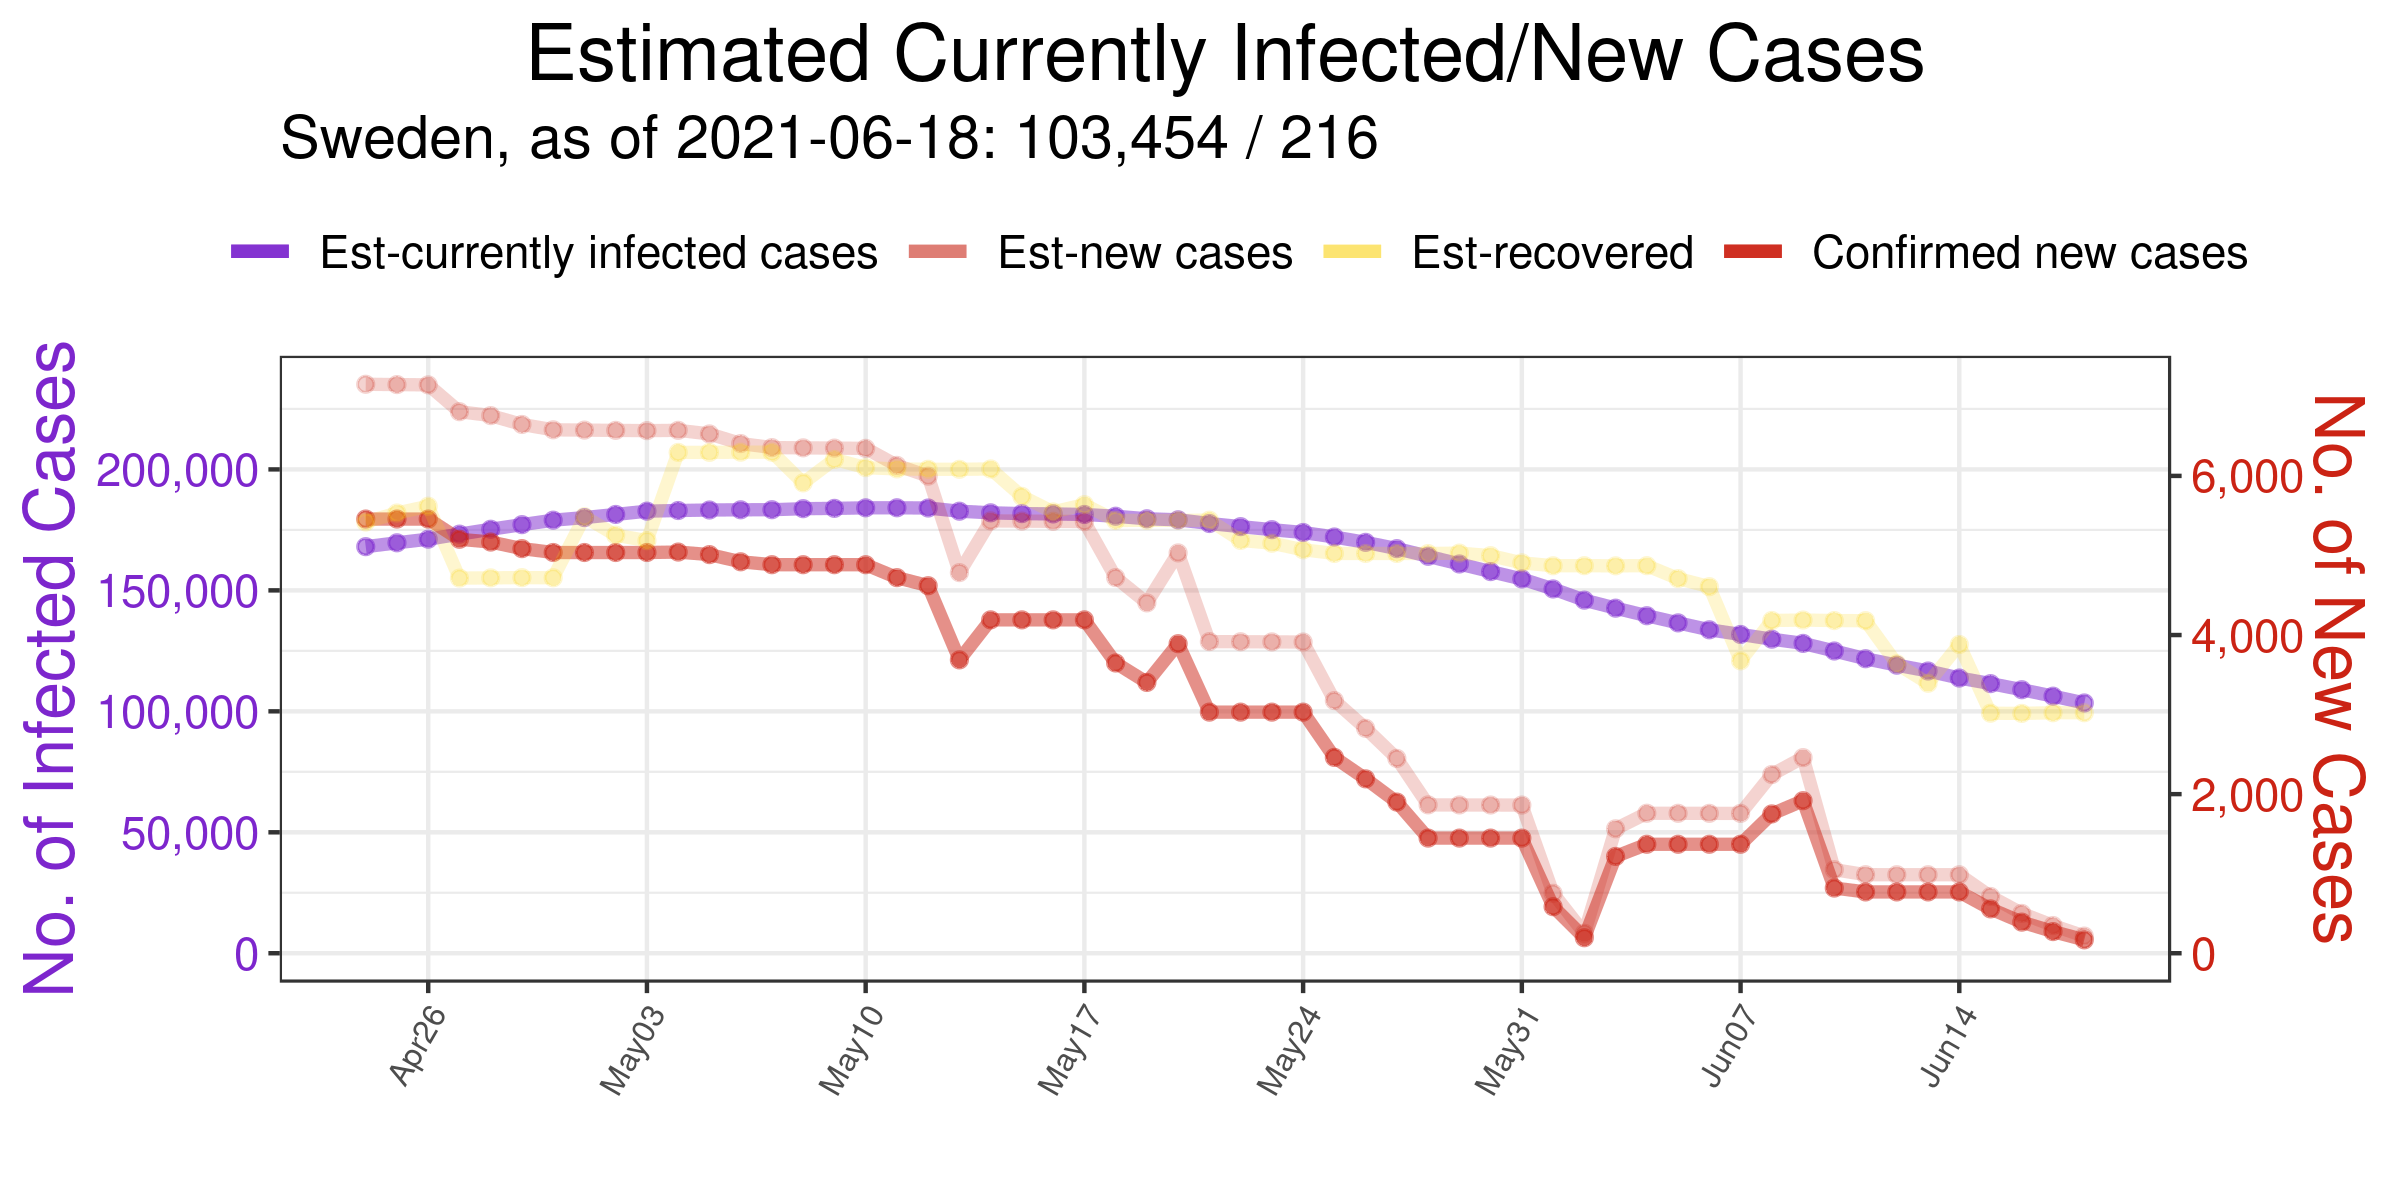 Estimated Currently Infected/New Cases
Sweden, as of 2021-06-18: 103,454 / 216
Est-currently infected cases Est-new cases Est-recovered Confirmed new cases
No. of Infected Cases
200,000
150,000
100,000
50,000
0
6,000
4,000
2,000
0
No. of New Cases
Apr26 May03 May10 May17 May24 May31 Jun07 Jun14